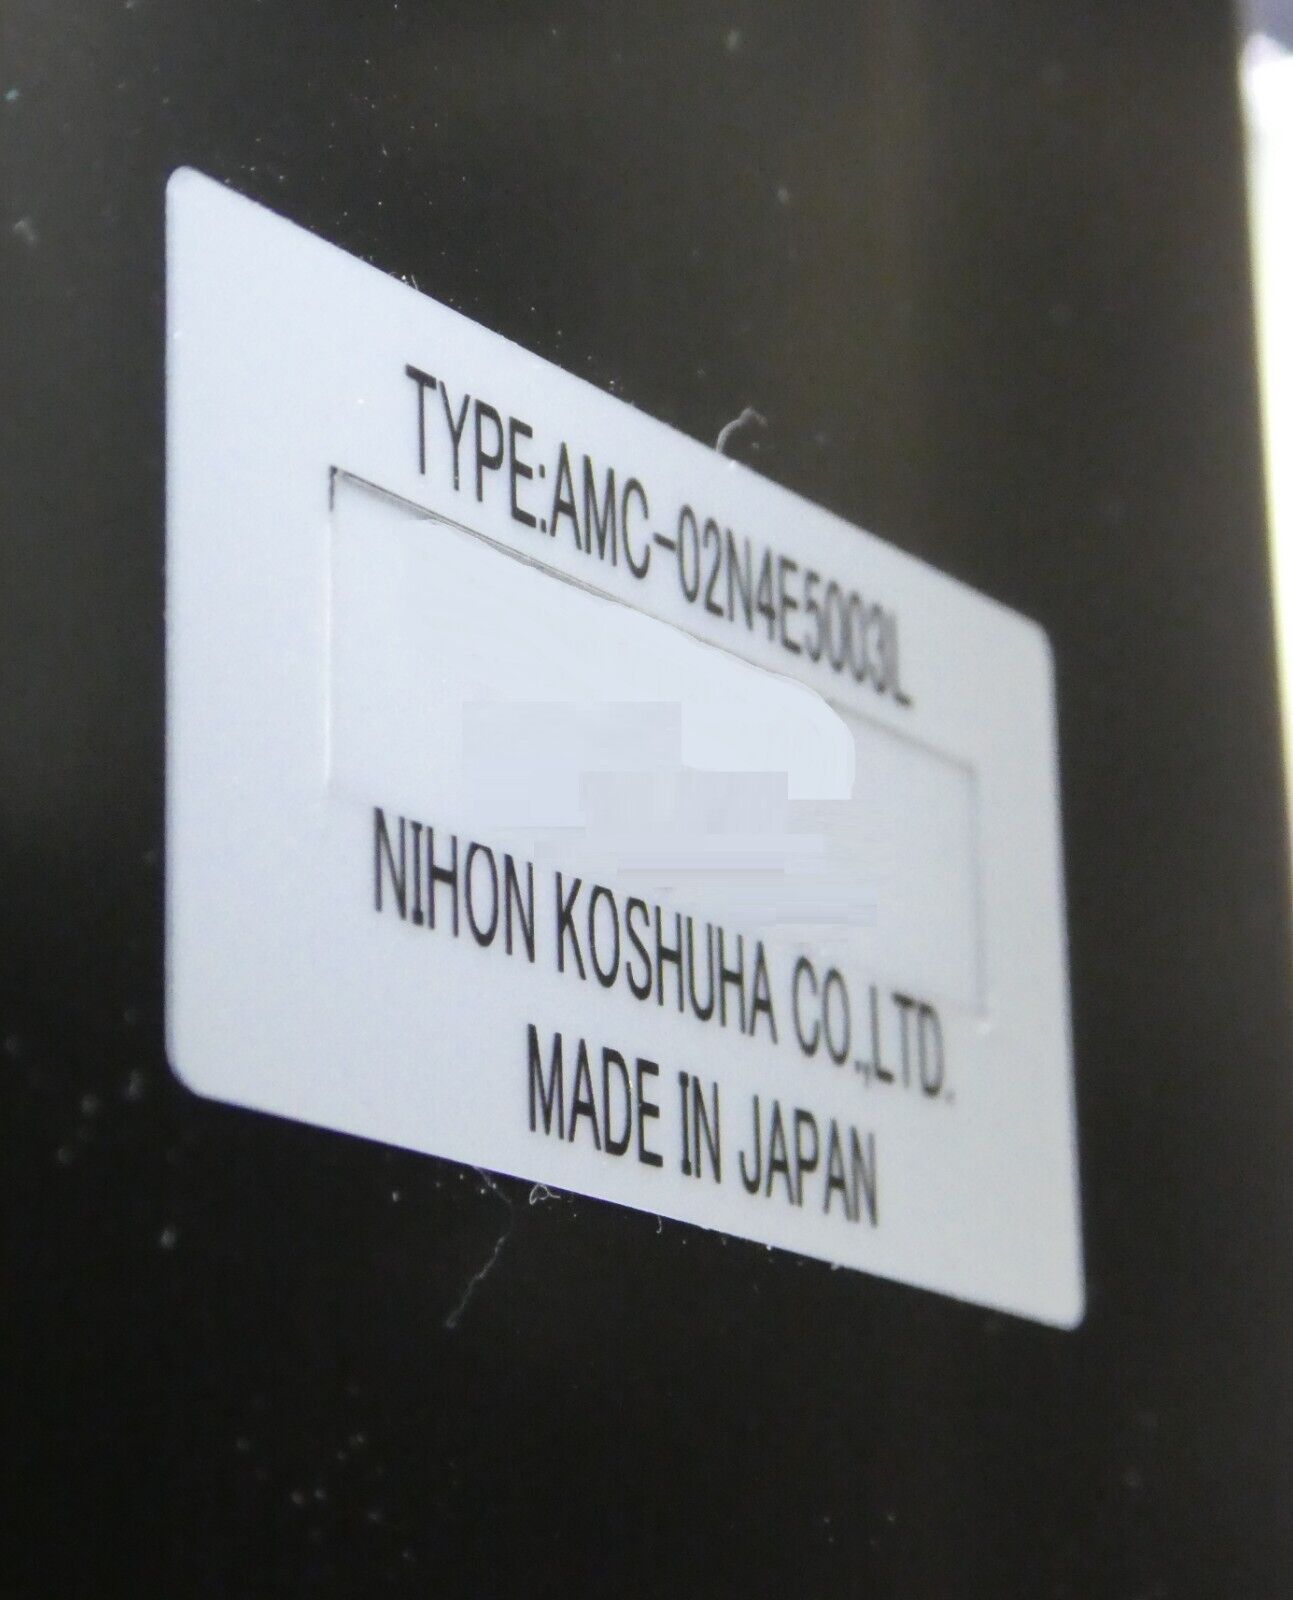 TYPE:AMC-02N4E5003L
NIHON KOSHUHA CO.,LTD.
MADE IN JAPAN